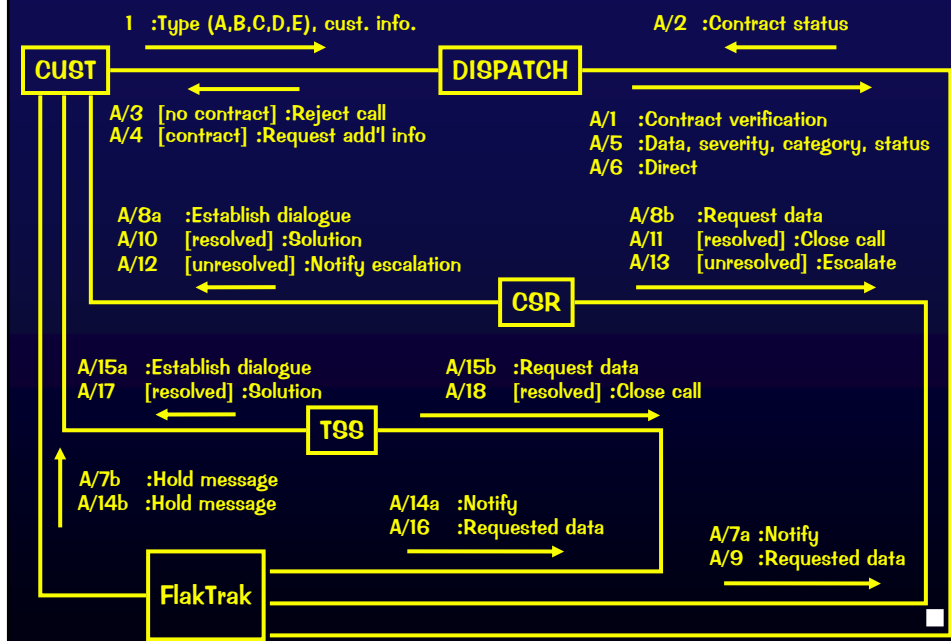 1 :Type (A,B,C,D,E), cust. info.
A/2 :Contract status
CUST
DISPATCH
A/3 [no contract] :Reject call
A/4 [contract] :Request add'l info
A/1 :Contract verification
A/5 :Data, severity, category, status
A/6 :Direct
A/8a :Establish dialogue
A/10 [resolved] :Solution
A/12 [unresolved] :Notify escalation
A/8b :Request data
A/11 [resolved] :Close call
A/13 [unresolved] :Escalate
CSR
A/15a :Establish dialogue
A/17 [resolved] :Solution
A/15b :Request data
A/18 [resolved] :Close call
TSS
A/7b :Hold message
A/14b :Hold message
A/14a :Notify
A/16 :Requested data
A/7a :Notify
A/9 :Requested data
FlakTrak